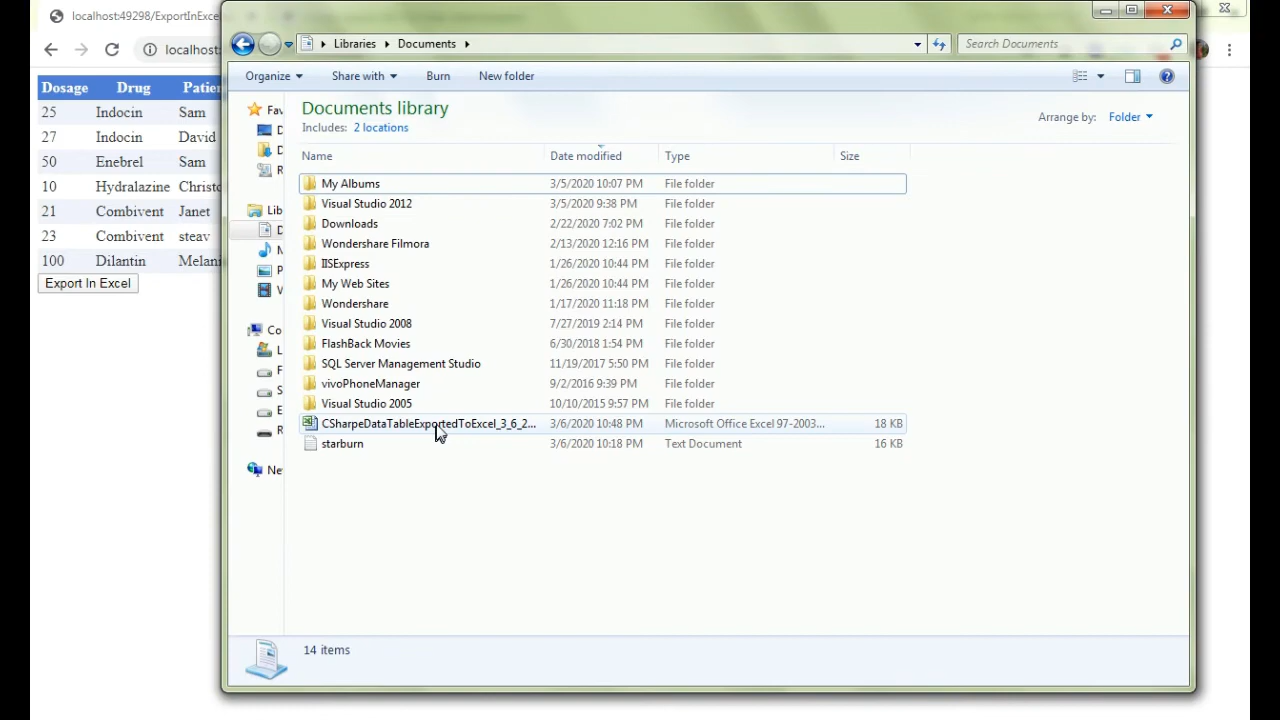 localhost:49298/ExportInExcel
localhost:
Dosage Drug Patien
25 Indocin Sam
27 Indocin David
50 Enebrel Sam
10 Hydralazine Christo
21 Combivent Janet
23 Combivent steav
100 Dilantin Melan
Export In Excel
Libraries Documents
Search Documents
Organize Share with Burn New folder
Documents library
Includes: 2 locations
Arrange by: Folder
Name Date modified Type Size
My Albums 3/5/2020 10:07 PM File folder
Visual Studio 2012 3/5/2020 9:38 PM File folder
Downloads 2/22/2020 7:02 PM File folder
Wondershare Filmora 2/13/2020 12:16 PM File folder
IISExpress 1/26/2020 10:44 PM File folder
My Web Sites 1/26/2020 10:44 PM File folder
Wondershare 1/17/2020 11:18 PM File folder
Visual Studio 2008 7/27/2019 2:14 PM File folder
FlashBack Movies 6/30/2018 1:54 PM File folder
SQL Server Management Studio 11/19/2017 5:50 PM File folder
vivoPhoneManager 9/2/2016 9:39 PM File folder
Visual Studio 2005 10/10/2015 9:57 PM File folder
CSharpeDataTableExportedToExcel_3_6_2... 3/6/2020 10:48 PM Microsoft Office Excel 97-2003... 18 KB
starburn 3/6/2020 10:18 PM Text Document 16 KB
Fav
D
D
R
Lib
D
N
P
V
Co
L
F
S
E
R
Ne
14 items